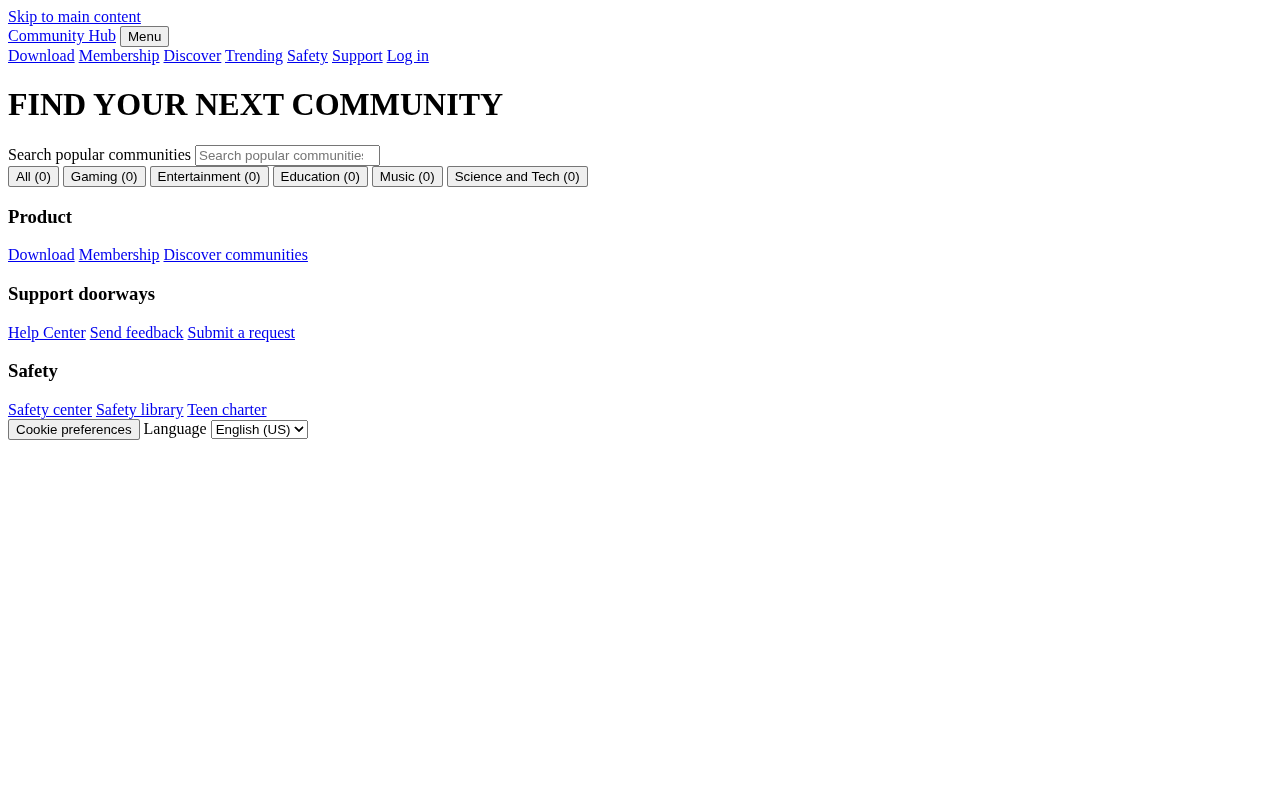 Skip to main content
Community Hub Menu
Download Membership Discover Trending Safety Support Log in
FIND YOUR NEXT COMMUNITY
Search popular communities Search popular communities
All (0) Gaming (0) Entertainment (0) Education (0) Music (0) Science and Tech (0)
Product
Download Membership Discover communities
Support doorways
Help Center Send feedback Submit a request
Safety
Safety center Safety library Teen charter
Cookie preferences Language English (US)